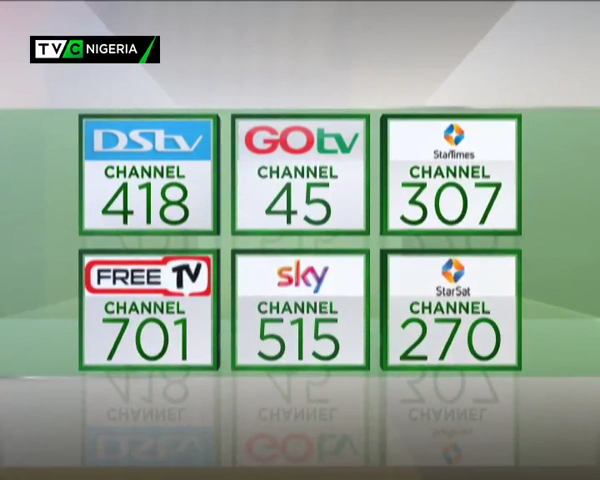 TVC NIGERIA
DStv
CHANNEL
418
GOtv
CHANNEL
45
StarTimes
CHANNEL
307
FREE TV
CHANNEL
701
sky
CHANNEL
515
StarSat
CHANNEL
270